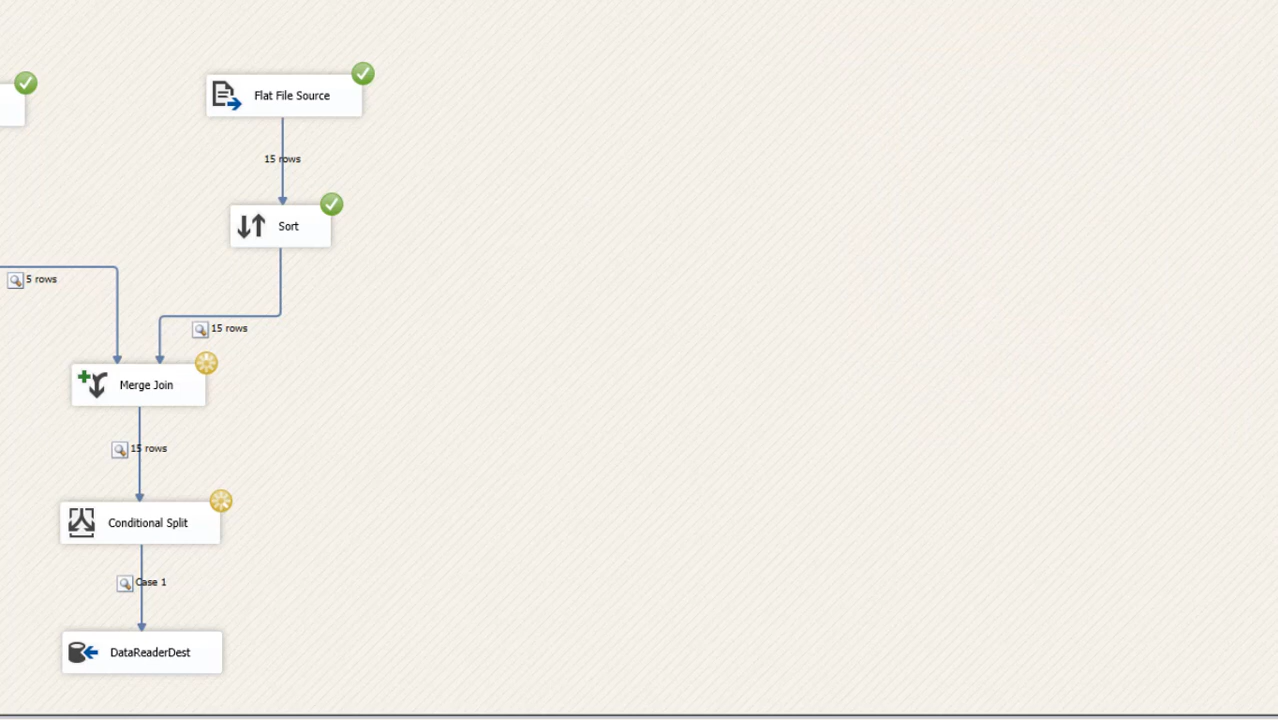 Flat File Source
15 rows
Sort
5 rows
15 rows
Merge Join
15 rows
Conditional Split
Case 1
DataReaderDest